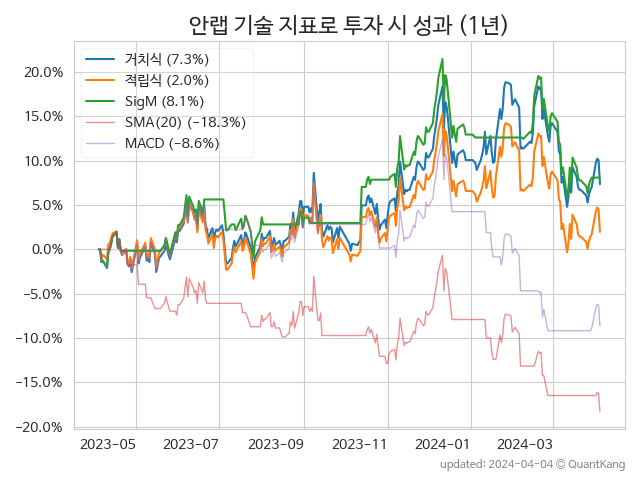 안랩 기술 지표로 투자 시 성과 (1년)
거치식 (7.3%)
적립식 (2.0%)
SigM (8.1%)
SMA(20) (−18.3%)
MACD (−8.6%)
20.0%
15.0%
10.0%
5.0%
0.0%
−5.0%
−10.0%
−15.0%
−20.0%
2023-05 2023-07 2023-09 2023-11 2024-01 2024-03
updated: 2024-04-04 © QuantKang